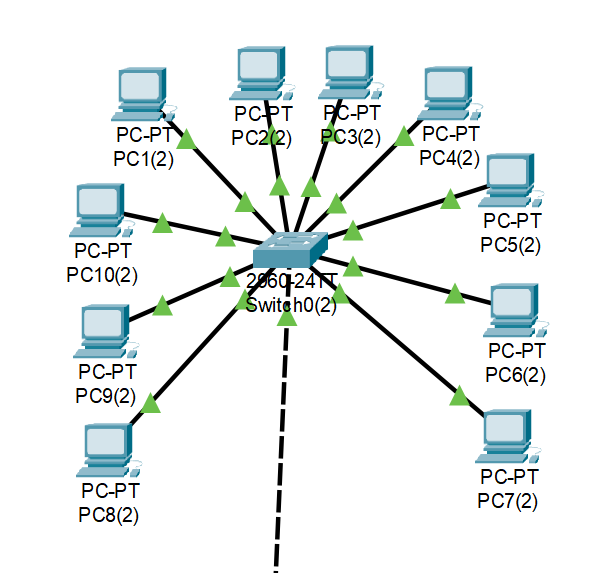 PC-PT
PC2(2)
PC-PT
PC3(2)
PC-PT
PC1(2)
PC-PT
PC4(2)
PC-PT
PC5(2)
PC-PT
PC10(2)
2960-24TT
Switch0(2)
PC-PT
PC6(2)
PC-PT
PC9(2)
PC-PT
PC7(2)
PC-PT
PC8(2)